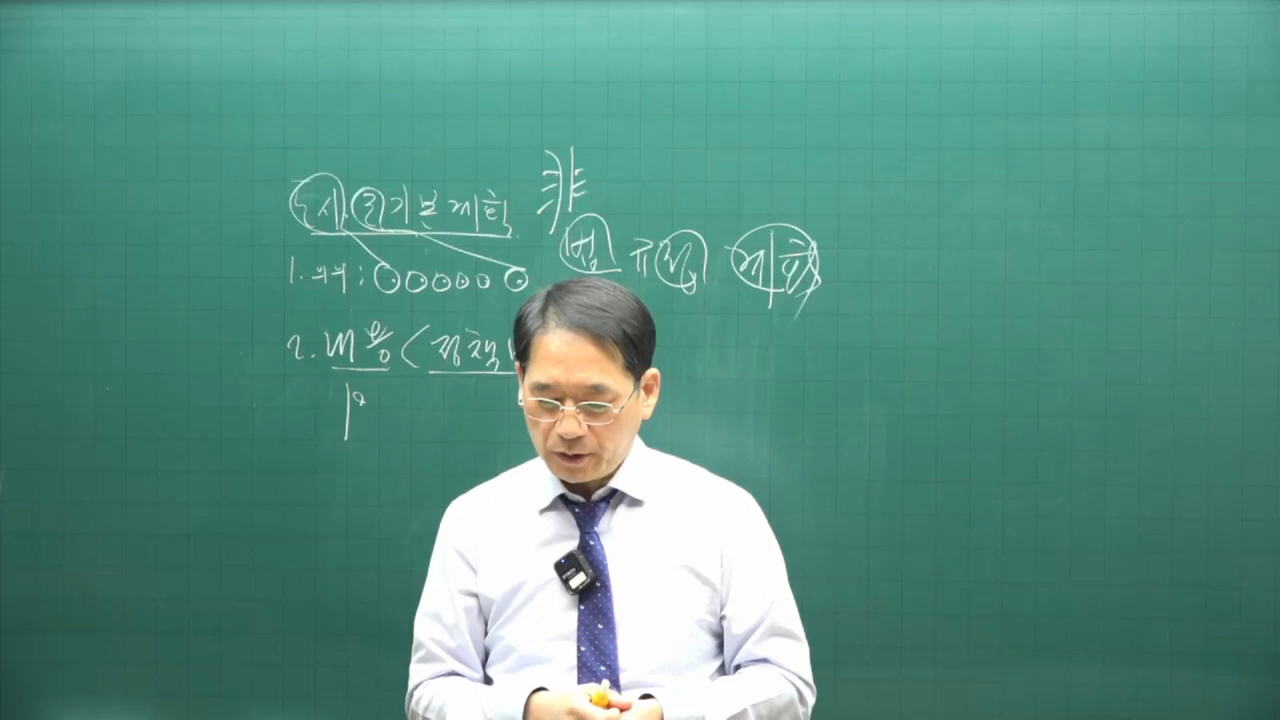 도시.군기본계획 非
법 규정 계획
1. 의의 : ○○○○○○
2. 내용 ( 정책